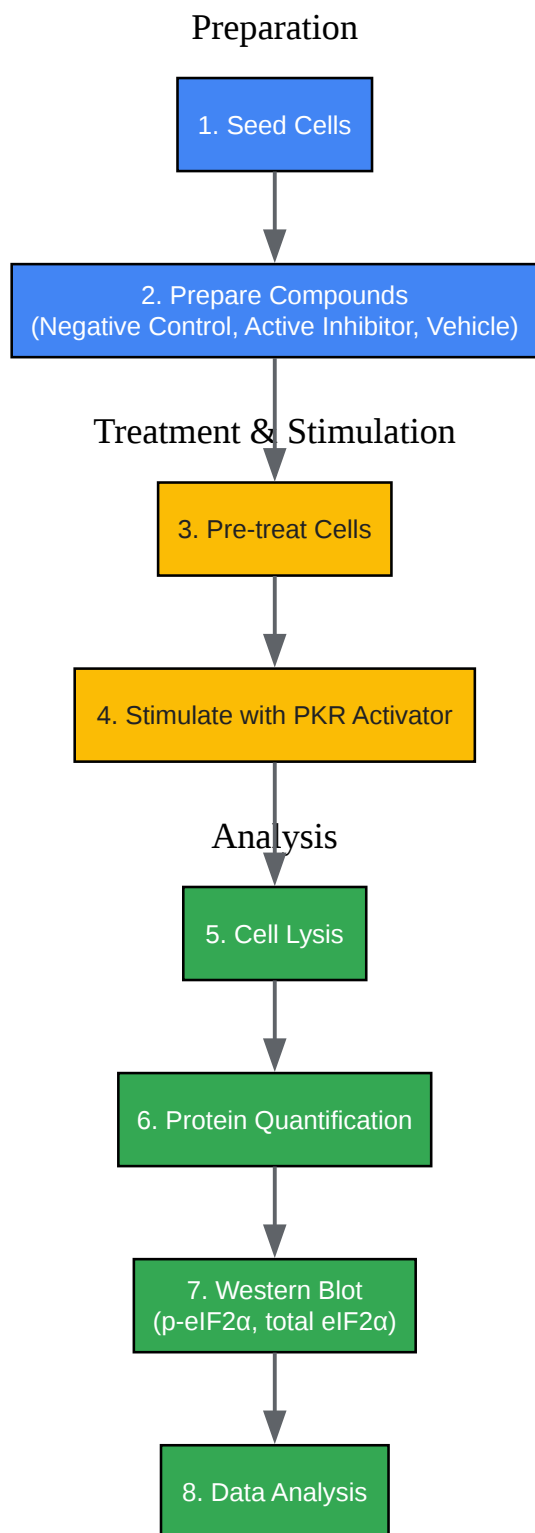 Preparation
1. Seed Cells
2. Prepare Compounds
(Negative Control, Active Inhibitor, Vehicle)
Treatment & Stimulation
3. Pre-treat Cells
4. Stimulate with PKR Activator
Analysis
5. Cell Lysis
6. Protein Quantification
7. Western Blot
(p-eIF2α, total eIF2α)
8. Data Analysis